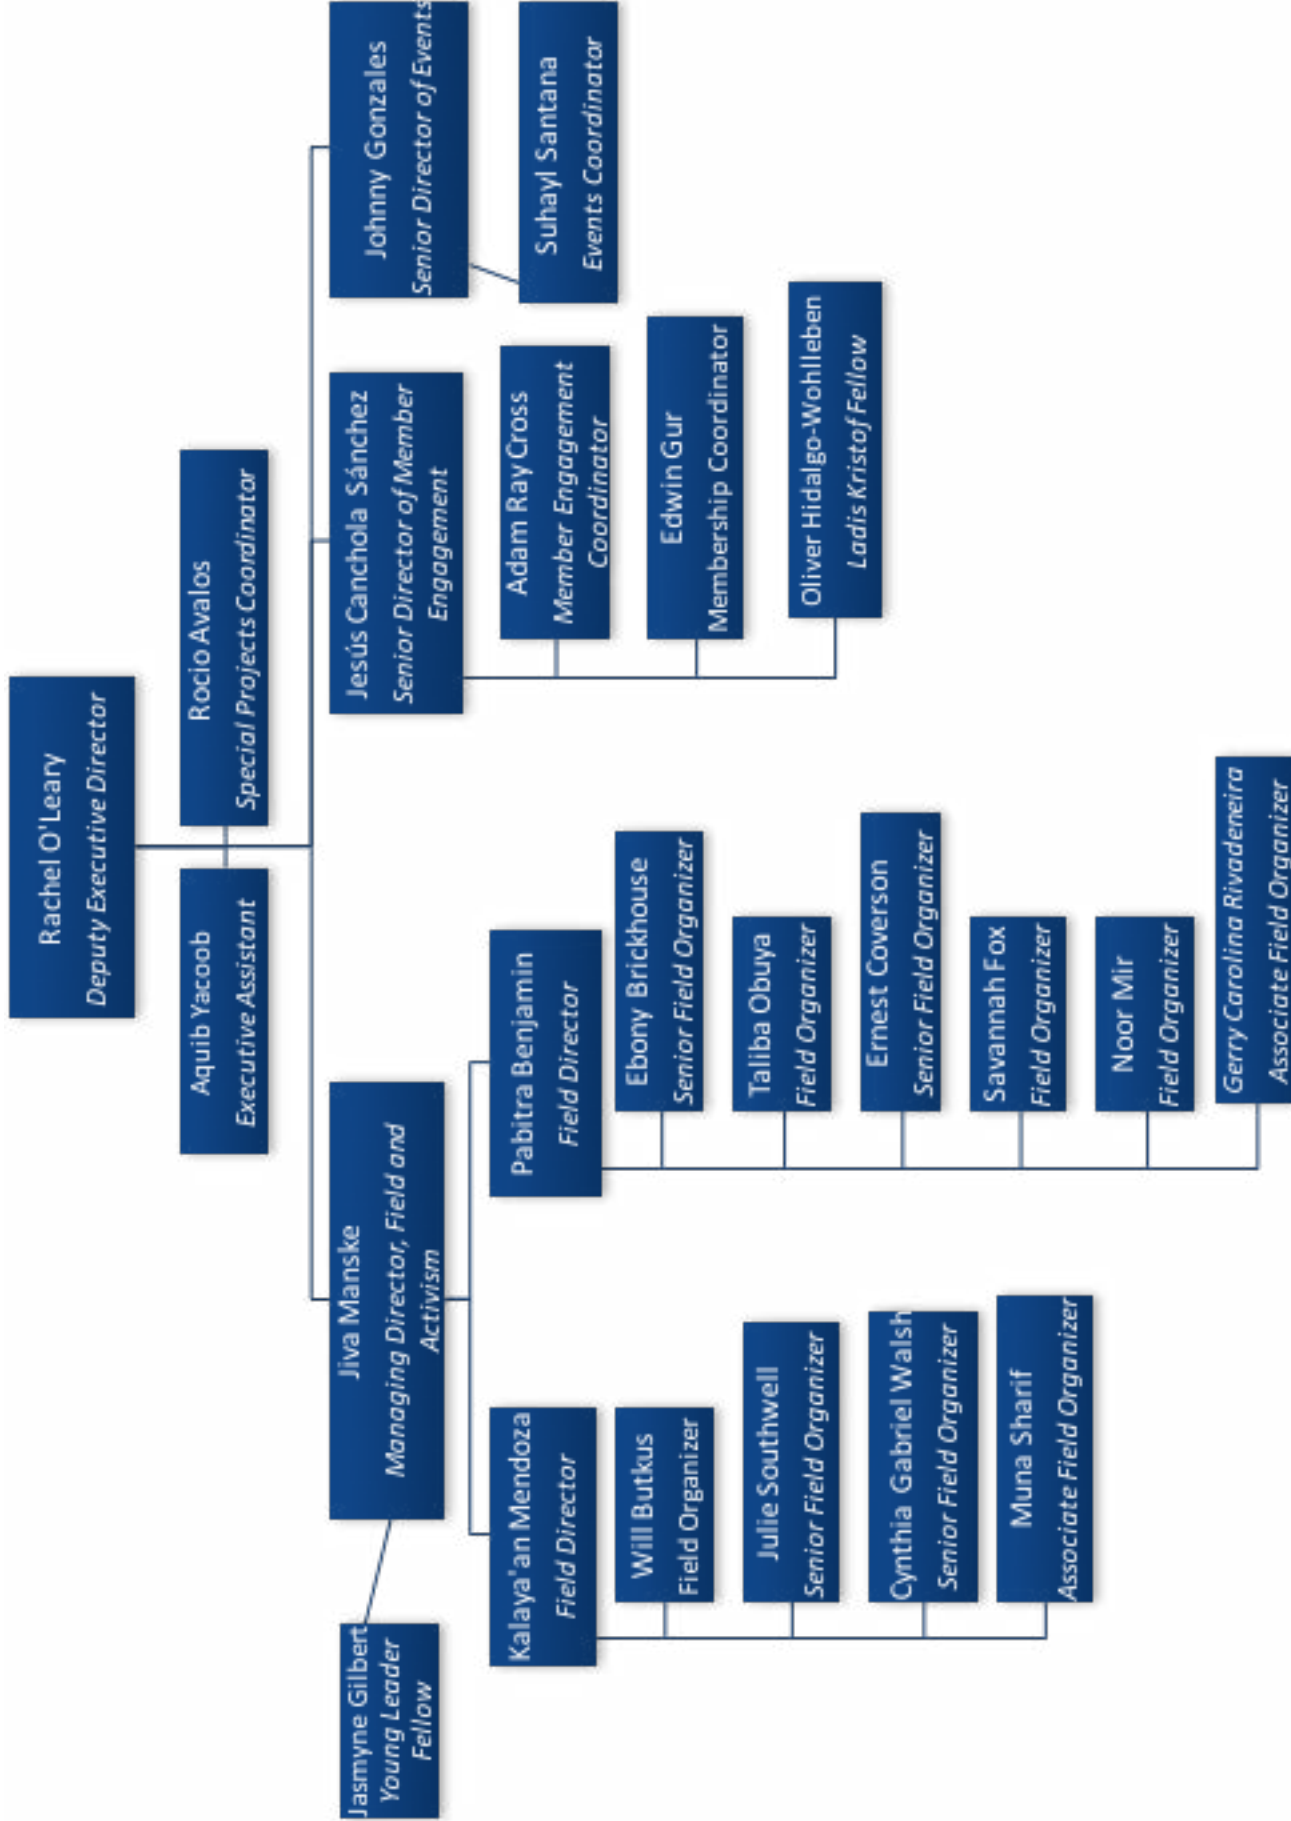 Rachel O'Leary
Deputy Executive Director
Aquib Yacoob
Executive Assistant
Rocio Avalos
Special Projects Coordinator
Jasmyne Gilbert
Young Leader
Fellow
Jiva Manske
Managing Director, Field and
Activism
Jesús Canchola Sánchez
Senior Director of Member
Engagement
Johnny Gonzales
Senior Director of Events
Kalaya'an Mendoza
Field Director
Will Butkus
Field Organizer
Julie Southwell
Senior Field Organizer
Cynthia Gabriel Walsh
Senior Field Organizer
Muna Sharif
Associate Field Organizer
Pabitra Benjamin
Field Director
Ebony Brickhouse
Senior Field Organizer
Taliba Obuya
Field Organizer
Ernest Coverson
Senior Field Organizer
Savannah Fox
Field Organizer
Noor Mir
Field Organizer
Gerry Carolina Rivadeneira
Associate Field Organizer
Adam Ray Cross
Member Engagement
Coordinator
Edwin Gur
Membership Coordinator
Oliver Hidalgo-Wohlleben
Ladis Kristof Fellow
Suhayl Santana
Events Coordinator